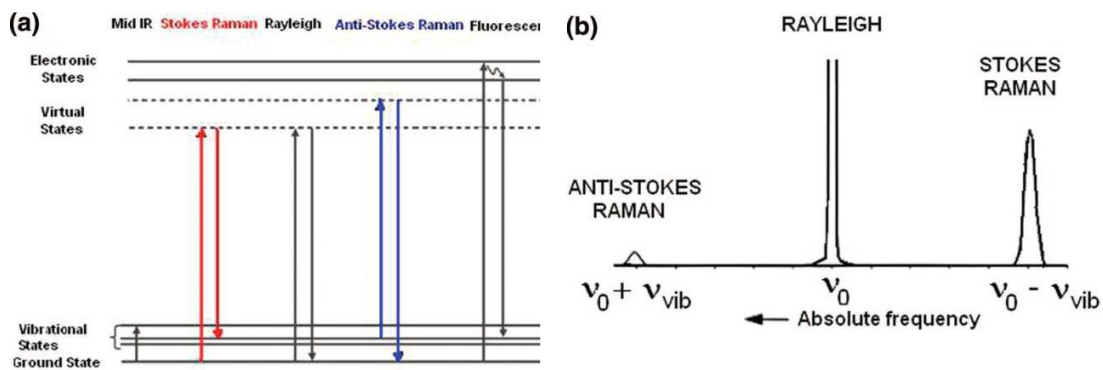 (a)
Mid IR Stokes Raman Rayleigh Anti-Stokes Raman Fluorescen
Electronic
States
Virtual
States
Vibrational
States
Ground State
(b)
RAYLEIGH
STOKES
RAMAN
ANTI-STOKES
RAMAN
ν0 + νvib
ν0
ν0 - νvib
Absolute frequency